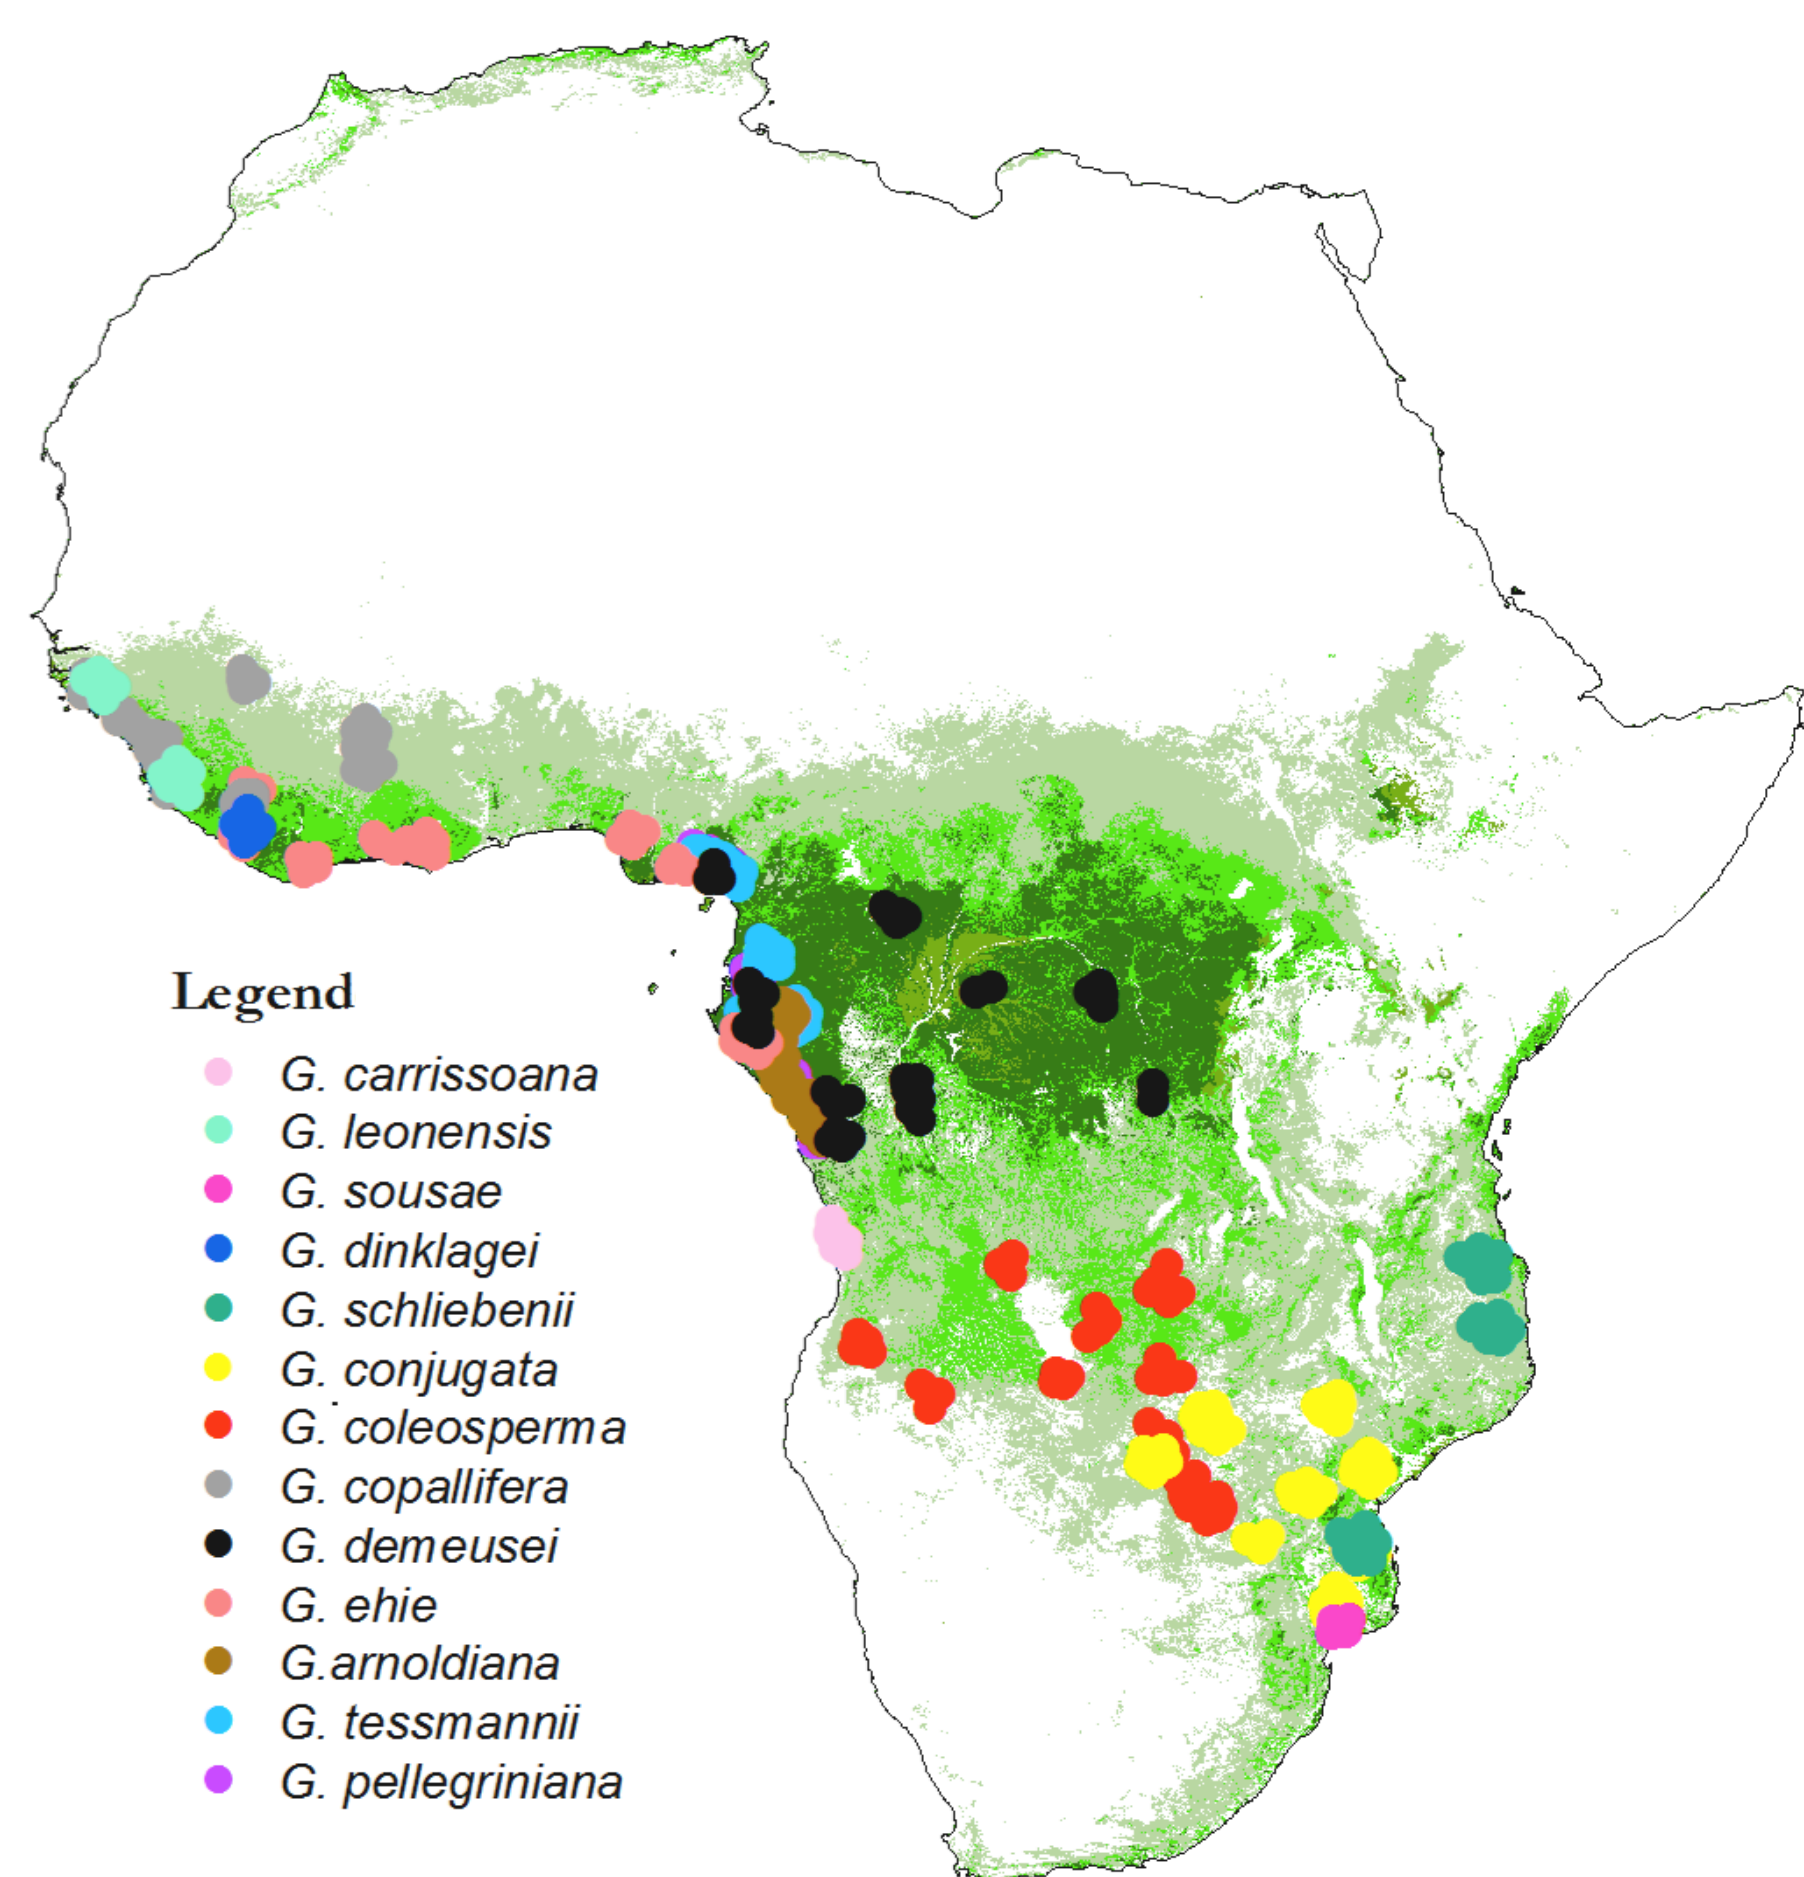 Legend
G. carrissoana
G. leonensis
G. sousae
G. dinklagei
G. schliebenii
G. conjugata
G. coleosperma
G. copallifera
G. demeusei
G. ehie
G.arnoldiana
G. tessmannii
G. pellegriniana